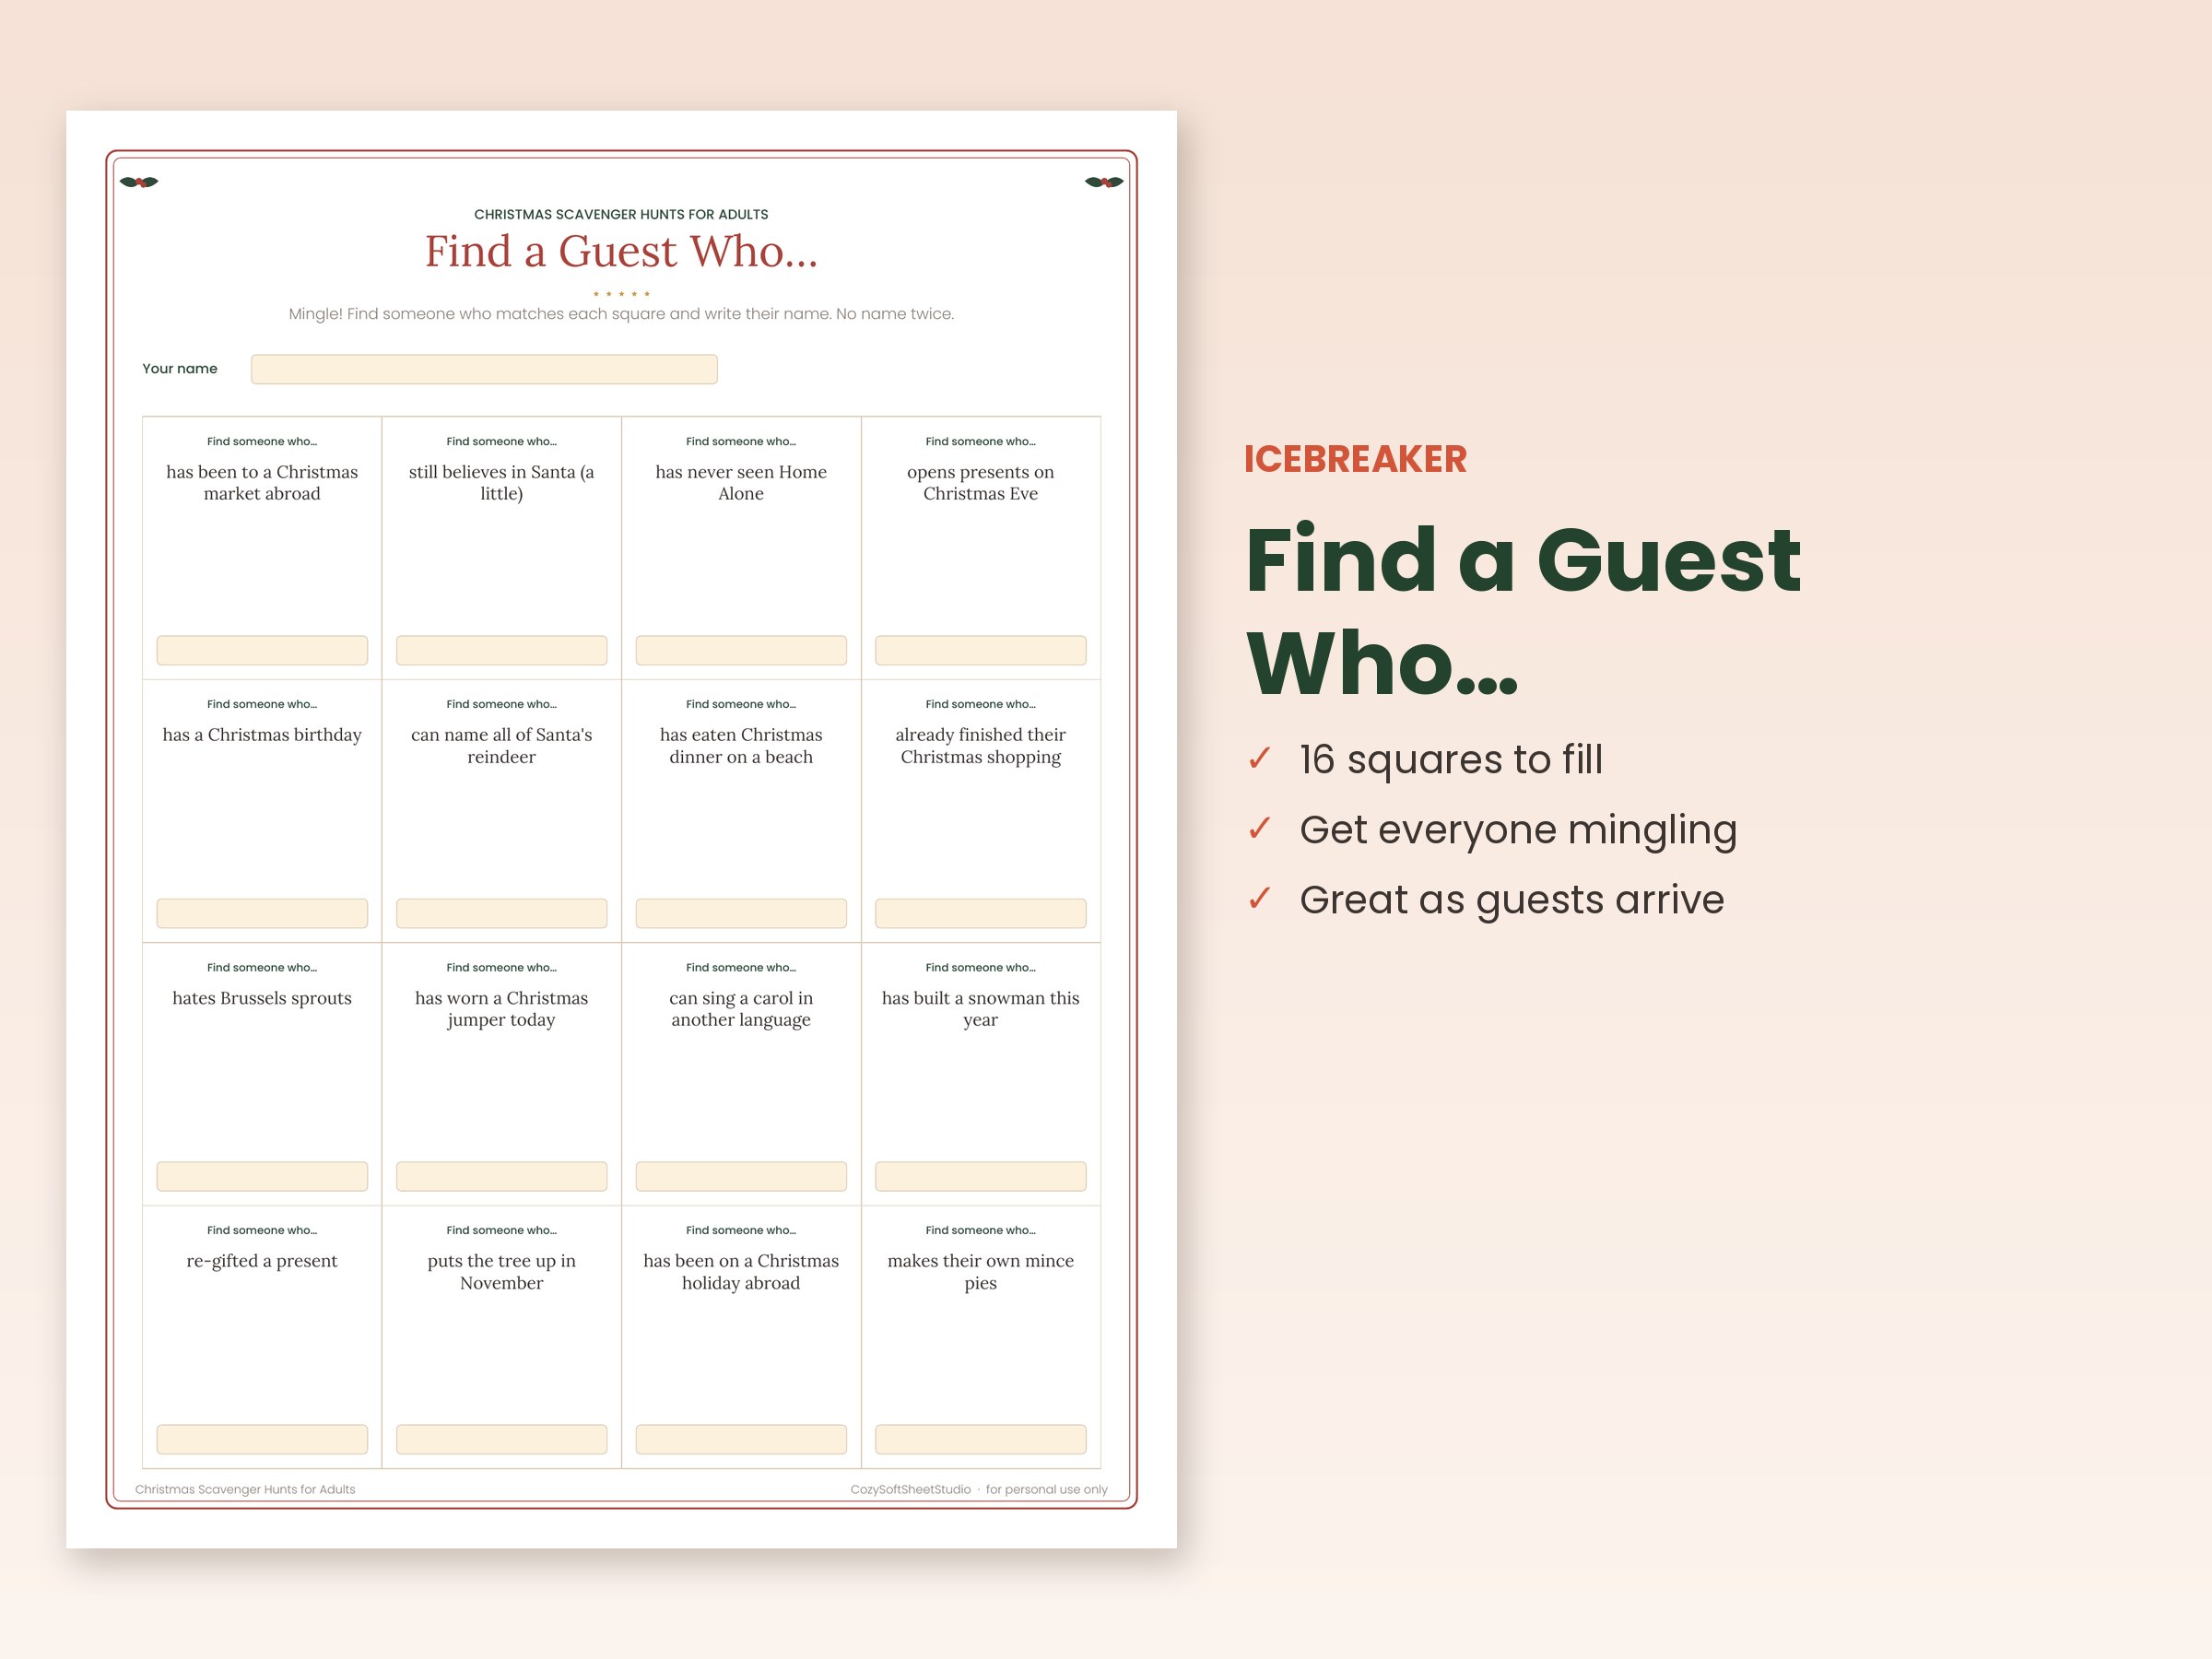 CHRISTMAS SCAVENGER HUNTS FOR ADULTS
Find a Guest Who...
Mingle! Find someone who matches each square and write their name. No name twice.
Your name
Find someone who...
has been to a Christmas
market abroad
Find someone who...
still believes in Santa (a
little)
Find someone who...
has never seen Home
Alone
Find someone who...
opens presents on
Christmas Eve
Find someone who...
has a Christmas birthday
Find someone who...
can name all of Santa's
reindeer
Find someone who...
has eaten Christmas
dinner on a beach
Find someone who...
already finished their
Christmas shopping
Find someone who...
hates Brussels sprouts
Find someone who...
has worn a Christmas
jumper today
Find someone who...
can sing a carol in
another language
Find someone who...
has built a snowman this
year
Find someone who...
re-gifted a present
Find someone who...
puts the tree up in
November
Find someone who...
has been on a Christmas
holiday abroad
Find someone who...
makes their own mince
pies
Christmas Scavenger Hunts for Adults
CozySoftSheetStudio · for personal use only
ICEBREAKER
Find a Guest
Who...
✓ 16 squares to fill
✓ Get everyone mingling
✓ Great as guests arrive